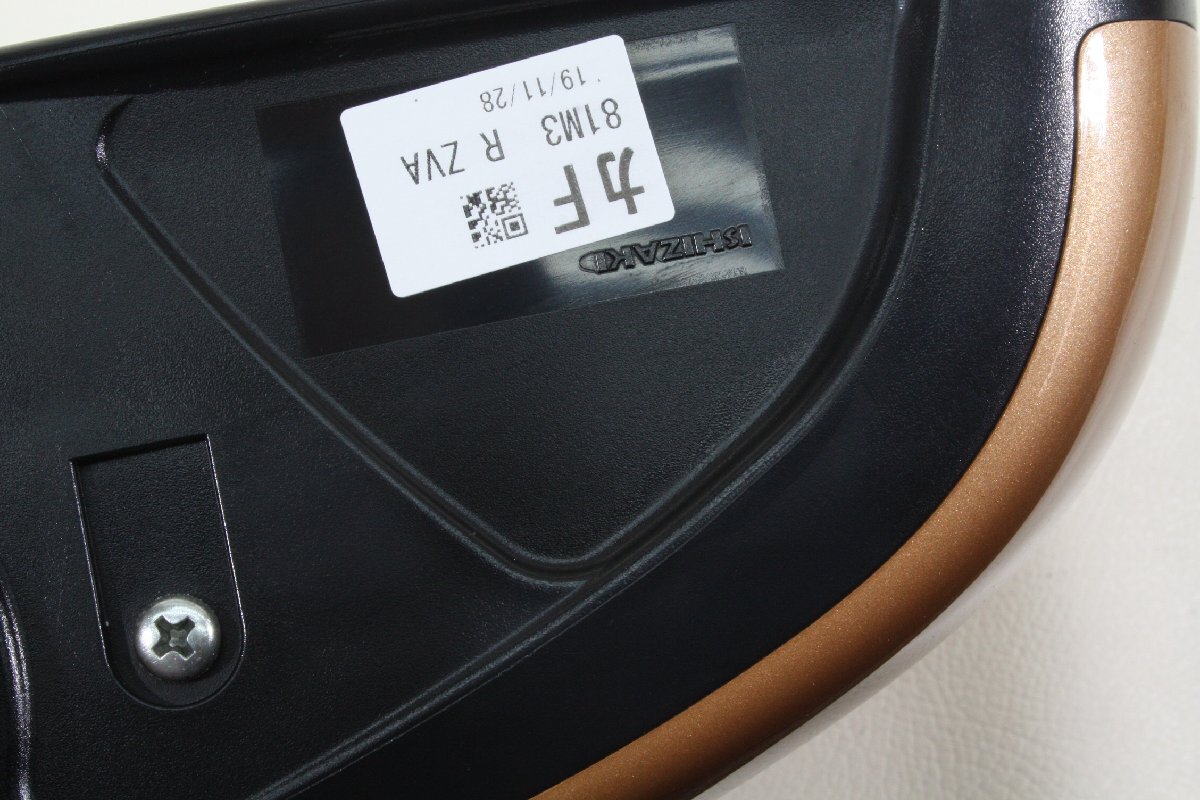 ISHIZAKI
カF
81M3 R ZVA
'19/11/28